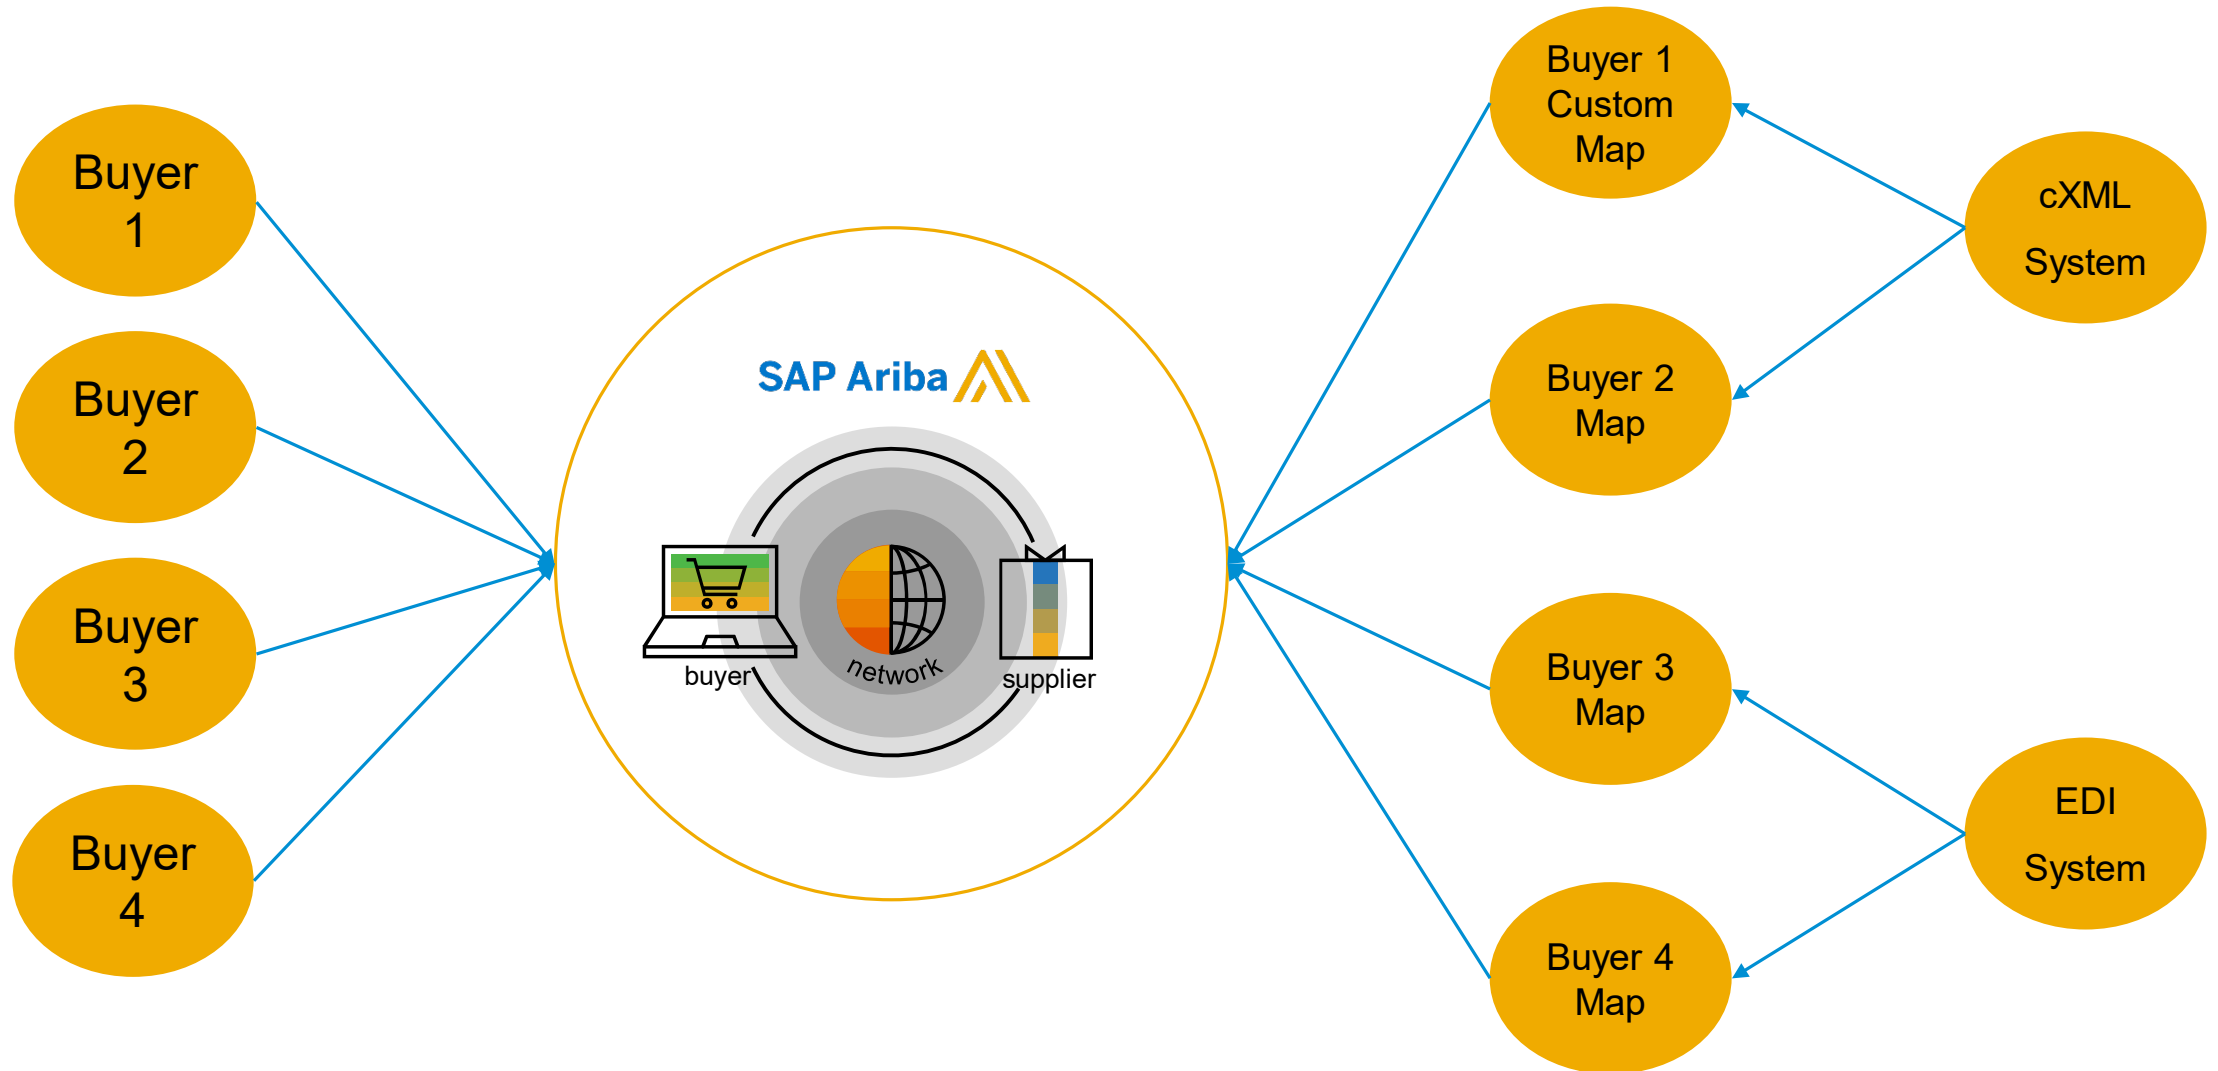 Buyer
1
Buyer
2
Buyer
3
Buyer
4
SAP Ariba
buyer
network
supplier
Buyer 1
Custom
Map
Buyer 2
Map
Buyer 3
Map
Buyer 4
Map
cXML
System
EDI
System